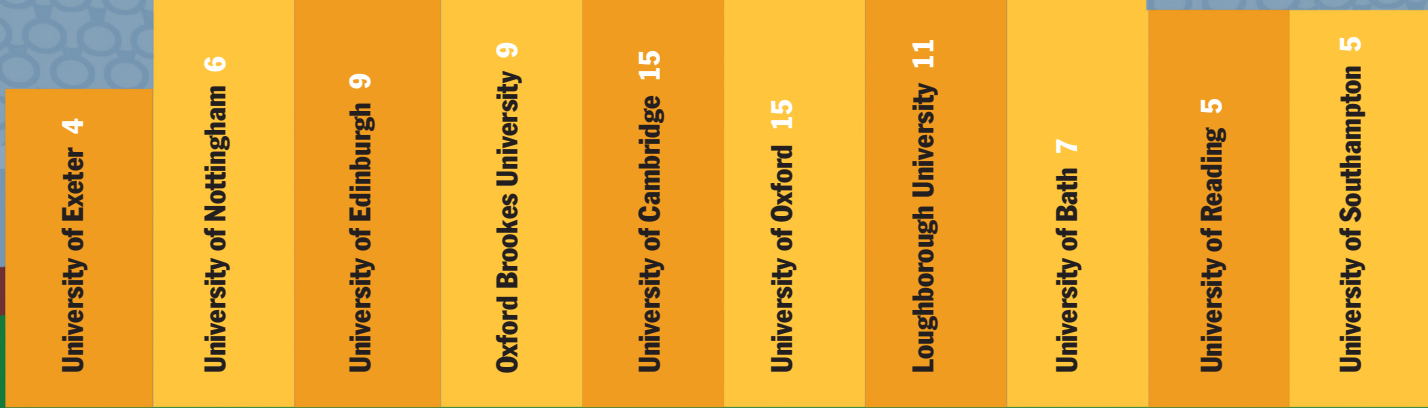 University of Exeter 4
University of Nottingham 6
University of Edinburgh 9
Oxford Brookes University 9
University of Cambridge 15
University of Oxford 15
Loughborough University 11
University of Bath 7
University of Reading 5
University of Southampton 5